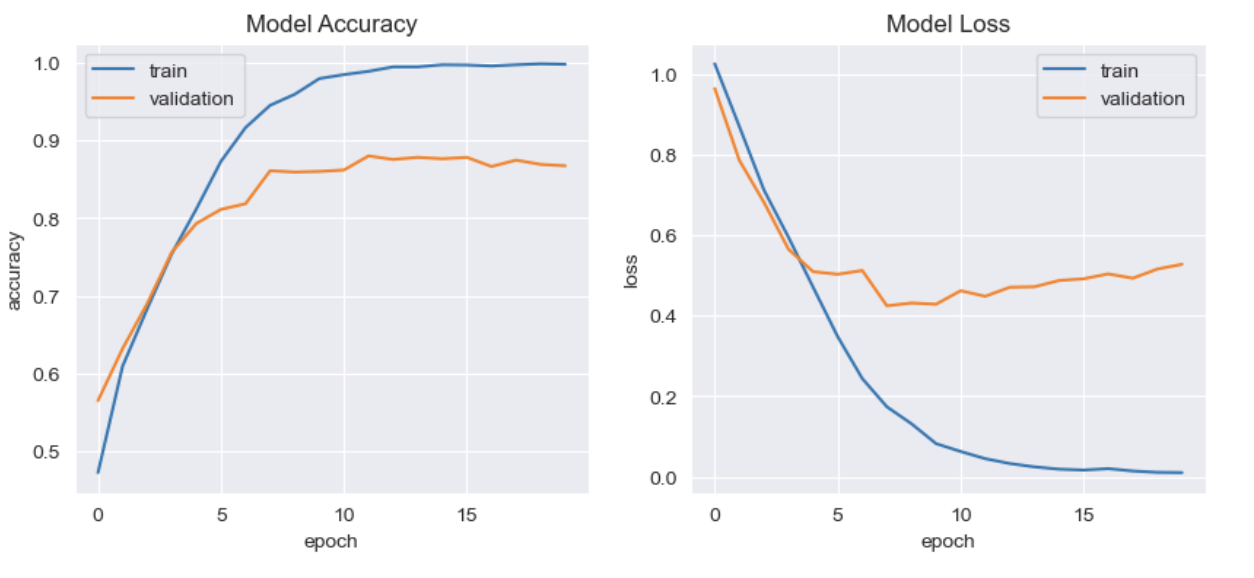 Model Accuracy
train
validation
1.0
0.9
0.8
0.7
0.6
0.5
accuracy
0 5 10 15
epoch
Model Loss
train
validation
1.0
0.8
0.6
0.4
0.2
0.0
loss
0 5 10 15
epoch